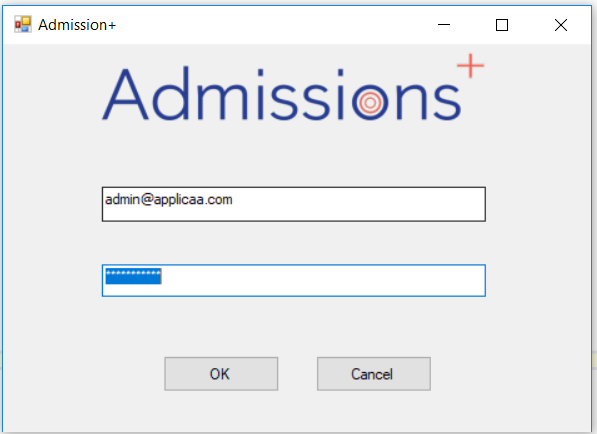 Admission+
Admissions+
admin@applicaa.com
***********
OK
Cancel